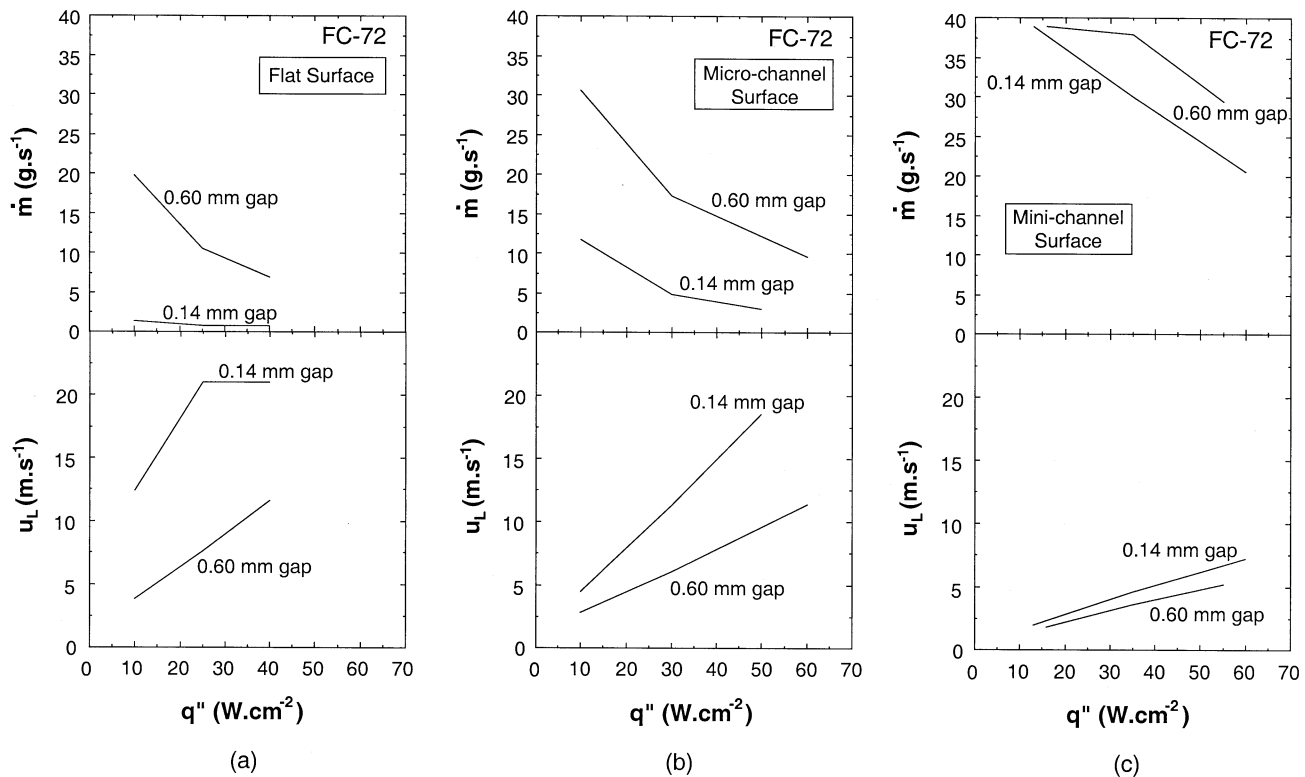 40
35
30
25
20
15
10
5
0
ṁ (g.s⁻¹)
FC-72
Flat Surface
0.60 mm gap
0.14 mm gap
20
15
10
5
0
u_L (m.s⁻¹)
0.14 mm gap
0.60 mm gap
0 10 20 30 40 50 60 70
q" (W.cm⁻²)
(a)
40
35
30
25
20
15
10
5
0
ṁ (g.s⁻¹)
FC-72
Micro-channel
Surface
0.60 mm gap
0.14 mm gap
20
15
10
5
0
u_L (m.s⁻¹)
0.14 mm gap
0.60 mm gap
0 10 20 30 40 50 60 70
q" (W.cm⁻²)
(b)
40
35
30
25
20
15
10
5
0
ṁ (g.s⁻¹)
FC-72
0.14 mm gap
0.60 mm gap
Mini-channel
Surface
20
15
10
5
0
u_L (m.s⁻¹)
0.14 mm gap
0.60 mm gap
0 10 20 30 40 50 60 70
q" (W.cm⁻²)
(c)